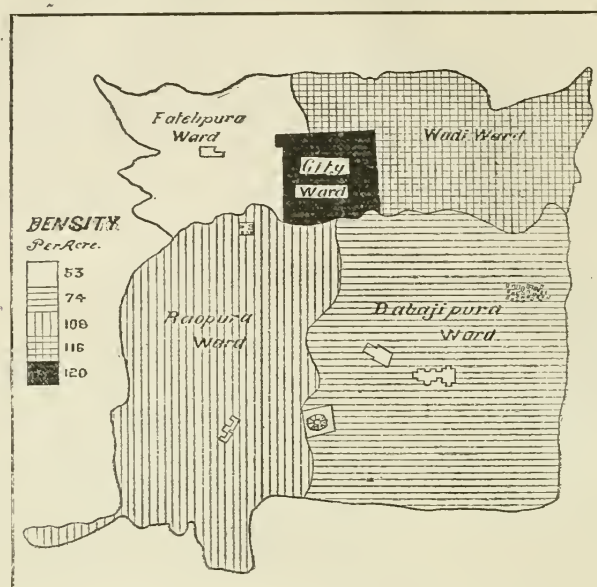 Fatehpura
Ward
Wadi Ward
City
Ward
DENSITY
Per Acre.
53
74
108
116
120
Raopura
Ward
Babajipura
Ward